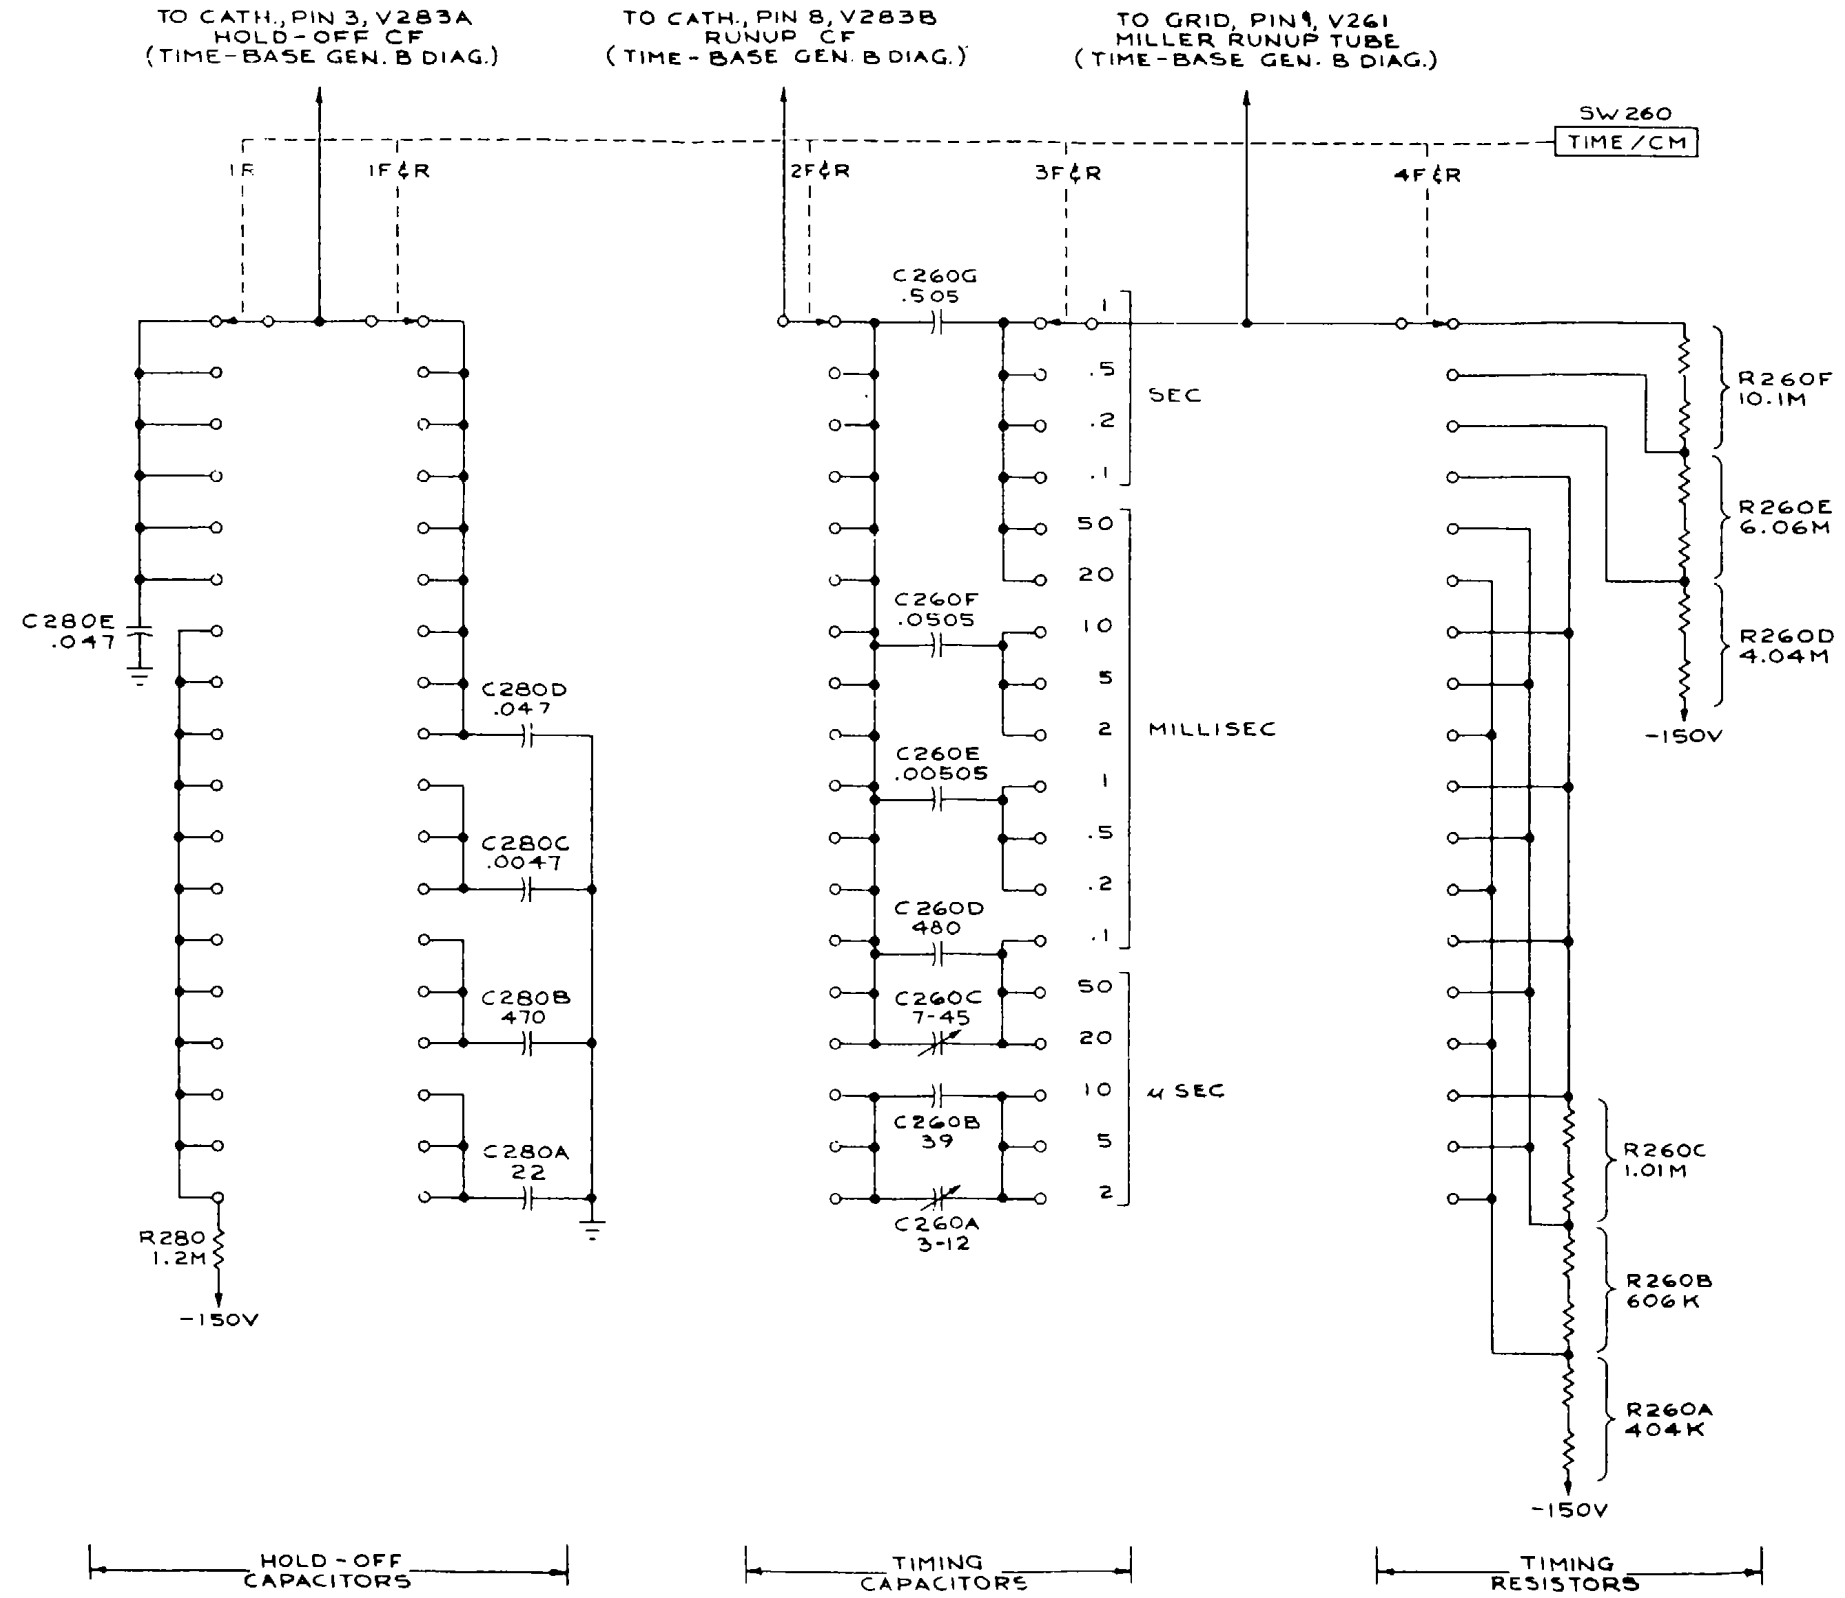 TO CATH., PIN 3, V283A
HOLD-OFF CF
(TIME-BASE GEN. B DIAG.)
TO CATH., PIN 8, V283B
RUNUP CF
(TIME-BASE GEN. B DIAG.)
TO GRID, PIN 9, V261
MILLER RUNUP TUBE
(TIME-BASE GEN. B DIAG.)
SW 260
TIME/CM
1R
1F&R
2F&R
3F&R
4F&R
C260G
.505
1
.5
.2
.1
SEC
R260F
10.1M
R260E
6.06M
R260D
4.04M
-150V
C280E
.047
C280D
.047
C280C
.0047
C280B
470
C280A
22
R280
1.2M
-150V
C260F
.0505
C260E
.00505
C260D
480
C260C
7-45
C260B
39
C260A
3-12
50
20
10
5
2
1
.5
.2
.1
MILLISEC
50
20
10
5
2
µ SEC
R260C
1.01M
R260B
606K
R260A
404K
-150V
HOLD-OFF
CAPACITORS
TIMING
CAPACITORS
TIMING
RESISTORS